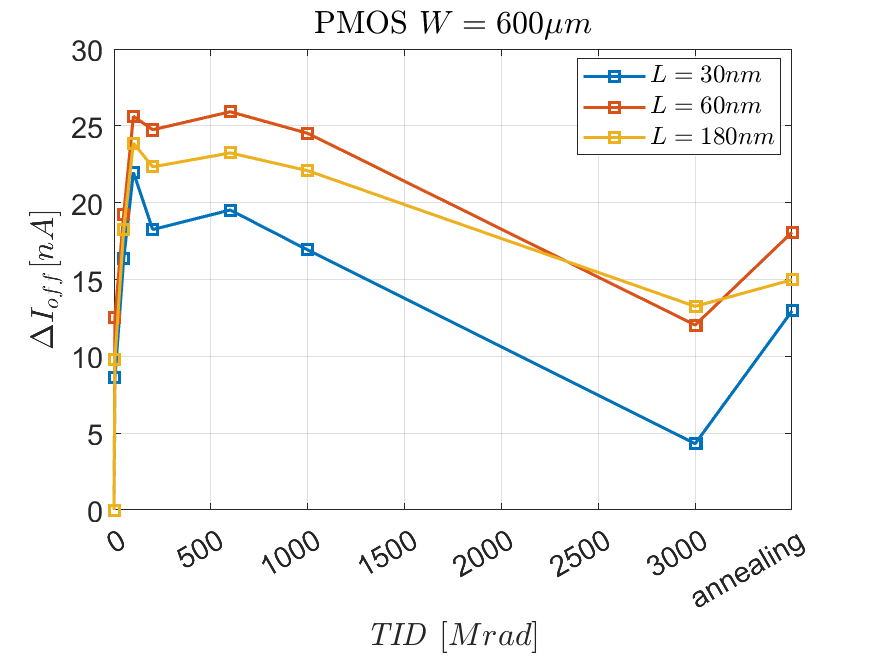 PMOS W = 600μm
30
25
20
15
10
5
0
ΔI_off[nA]
L = 30nm
L = 60nm
L = 180nm
0
500
1000
1500
2000
2500
3000
annealing
TID [Mrad]